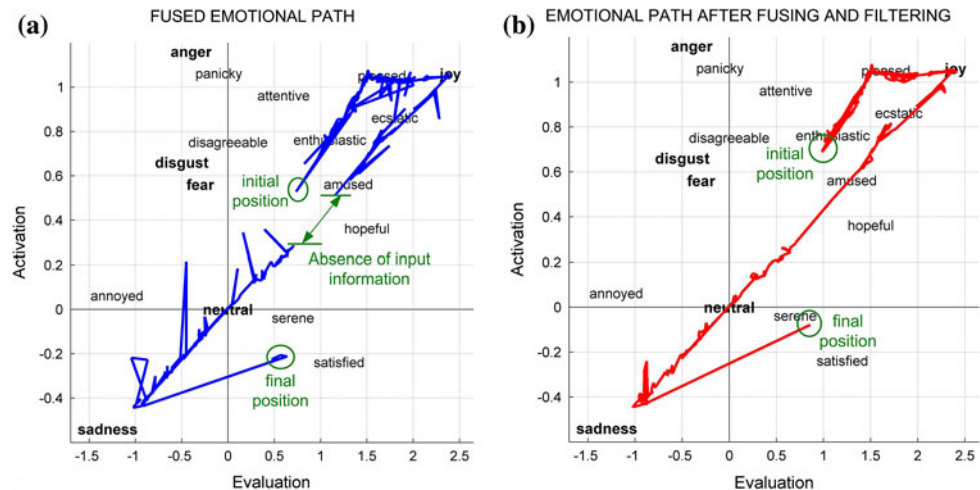 (a)
FUSED EMOTIONAL PATH
anger
panicky
pleased
joy
attentive
ecstatic
disagreeable
enthusiastic
disgust
fear
initial
position
amused
hopeful
Absence of input
information
annoyed
neutral
serene
satisfied
final
position
sadness
1
0.8
0.6
0.4
0.2
0
-0.2
-0.4
Activation
-1.5
-1
-0.5
0
0.5
1
1.5
2
2.5
Evaluation
(b)
EMOTIONAL PATH AFTER FUSING AND FILTERING
anger
panicky
pleased
joy
attentive
ecstatic
disagreeable
enthusiastic
disgust
fear
initial
position
amused
hopeful
annoyed
neutral
serene
final
position
satisfied
sadness
1
0.8
0.6
0.4
0.2
0
-0.2
-0.4
Activation
-1.5
-1
-0.5
0
0.5
1
1.5
2
2.5
Evaluation